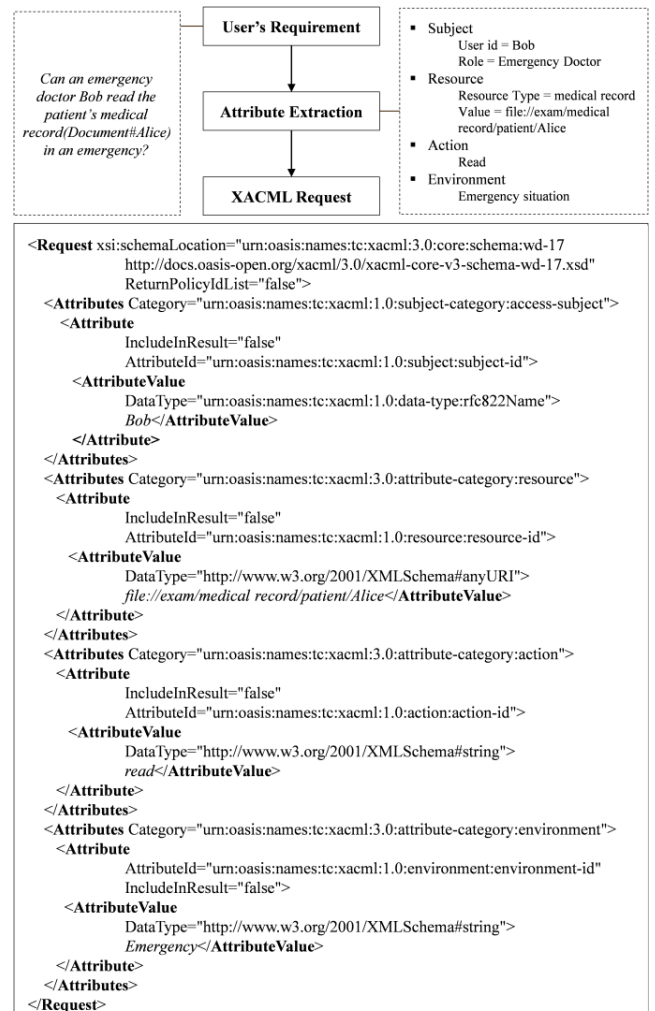 User's Requirement
Can an emergency
doctor Bob read the
patient's medical
record(Document#Alice)
in an emergency?
Attribute Extraction
XACML Request
▪ Subject
User id = Bob
Role = Emergency Doctor
▪ Resource
Resource Type = medical record
Value = file://exam/medical
record/patient/Alice
▪ Action
Read
▪ Environment
Emergency situation
<Request xsi:schemaLocation="urn:oasis:names:tc:xacml:3.0:core:schema:wd-17
http://docs.oasis-open.org/xacml/3.0/xacml-core-v3-schema-wd-17.xsd"
ReturnPolicyIdList="false">
<Attributes Category="urn:oasis:names:tc:xacml:1.0:subject-category:access-subject">
<Attribute
IncludeInResult="false"
AttributeId="urn:oasis:names:tc:xacml:1.0:subject:subject-id">
<AttributeValue
DataType="urn:oasis:names:tc:xacml:1.0:data-type:rfc822Name">
Bob</AttributeValue>
</Attribute>
</Attributes>
<Attributes Category="urn:oasis:names:tc:xacml:3.0:attribute-category:resource">
<Attribute
IncludeInResult="false"
AttributeId="urn:oasis:names:tc:xacml:1.0:resource:resource-id">
<AttributeValue
DataType="http://www.w3.org/2001/XMLSchema#anyURI">
file://exam/medical record/patient/Alice</AttributeValue>
</Attribute>
</Attributes>
<Attributes Category="urn:oasis:names:tc:xacml:3.0:attribute-category:action">
<Attribute
IncludeInResult="false"
AttributeId="urn:oasis:names:tc:xacml:1.0:action:action-id">
<AttributeValue
DataType="http://www.w3.org/2001/XMLSchema#string">
read</AttributeValue>
</Attribute>
</Attributes>
<Attributes Category="urn:oasis:names:tc:xacml:3.0:attribute-category:environment">
<Attribute
AttributeId="urn:oasis:names:tc:xacml:1.0:environment:environment-id"
IncludeInResult="false">
<AttributeValue
DataType="http://www.w3.org/2001/XMLSchema#string">
Emergency</AttributeValue>
</Attribute>
</Attributes>
</Request>